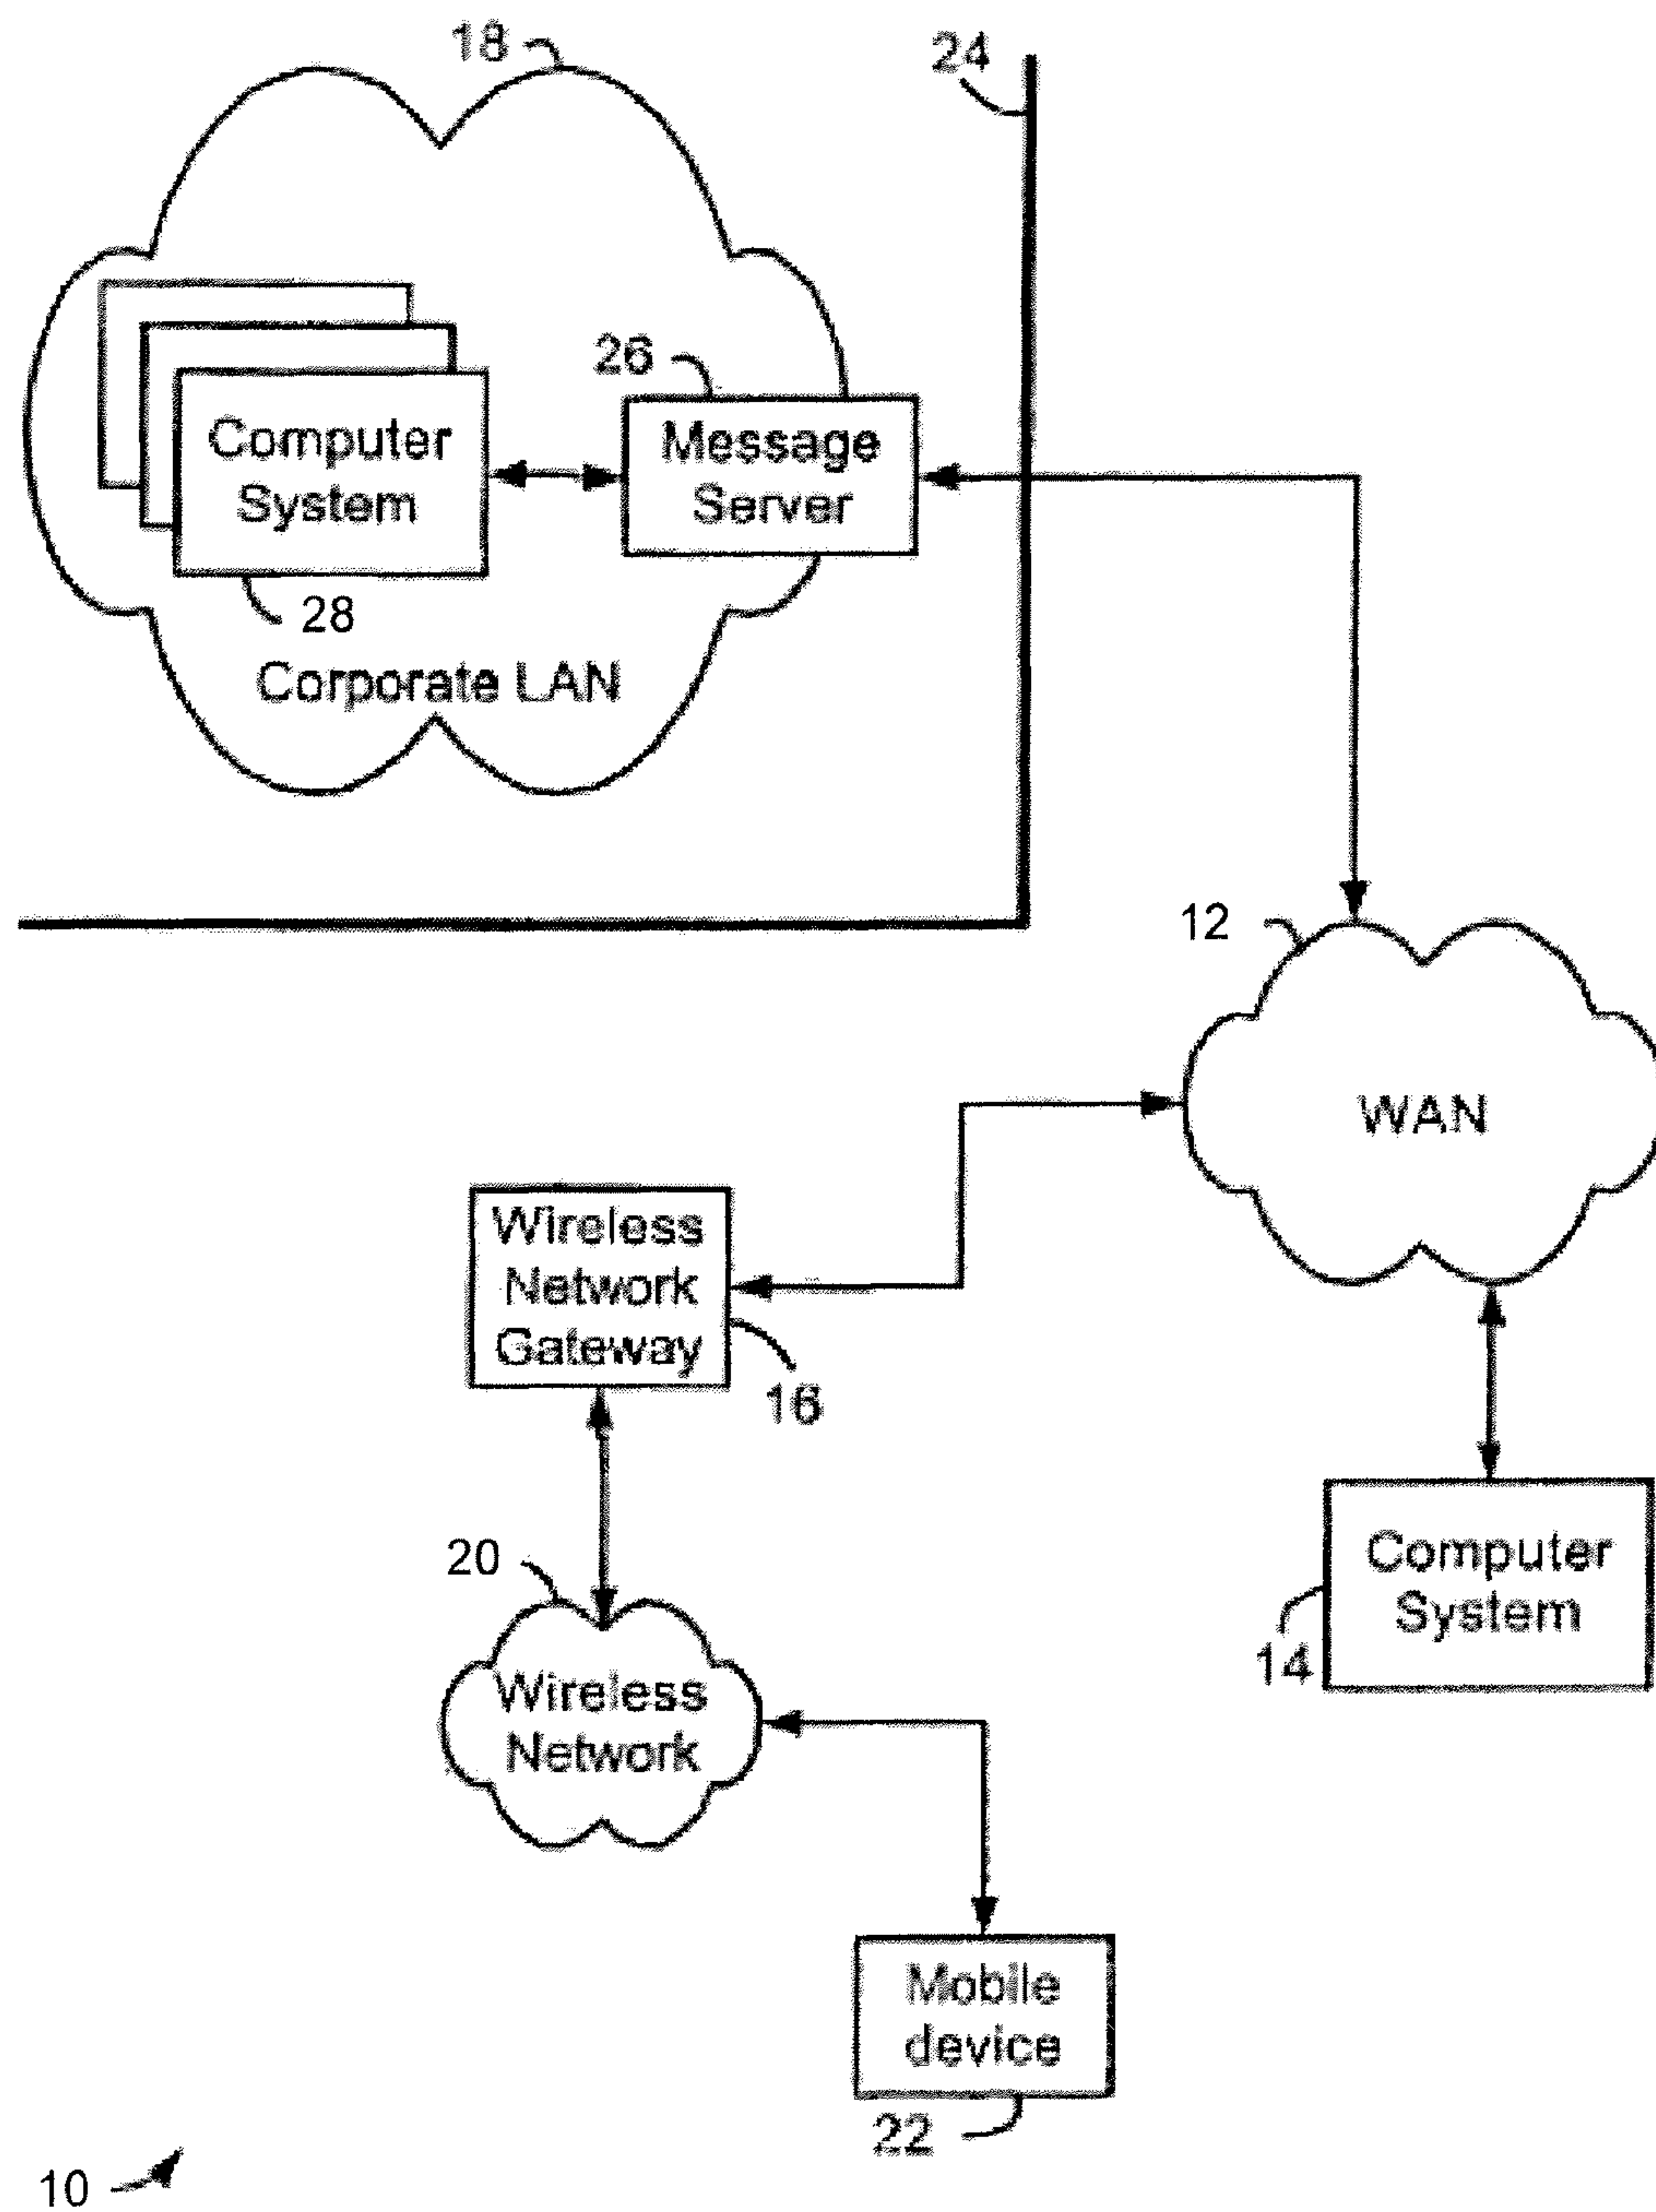 18
24
26
Computer
System
Message
Server
28
Corporate LAN
12
WAN
Wireless
Network
Gateway
16
20
Computer
System
14
Wireless
Network
Mobile
device
22
10